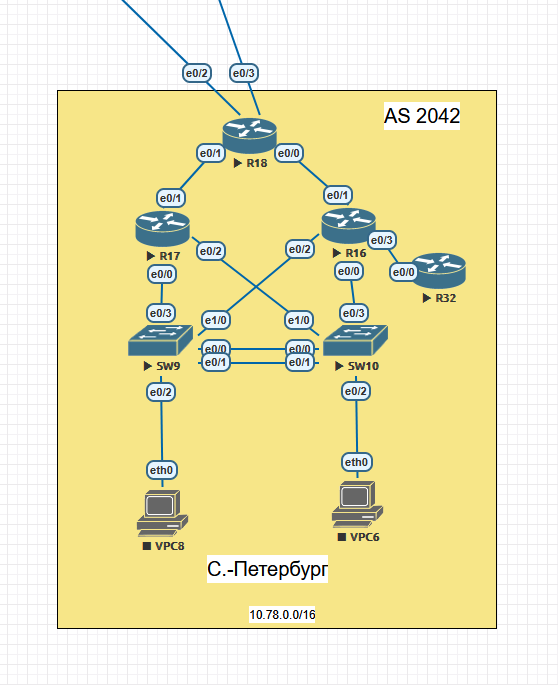 e0/2
e0/3
AS 2042
R18
e0/1
e0/0
e0/1
e0/1
R17
R16
e0/2
e0/2
e0/3
e0/0
e0/0
e0/0
R32
e0/3
e0/3
e1/0
e1/0
e0/0
e0/0
e0/1
e0/1
SW9
SW10
e0/2
e0/2
eth0
eth0
VPC8
VPC6
С.-Петербург
10.78.0.0/16